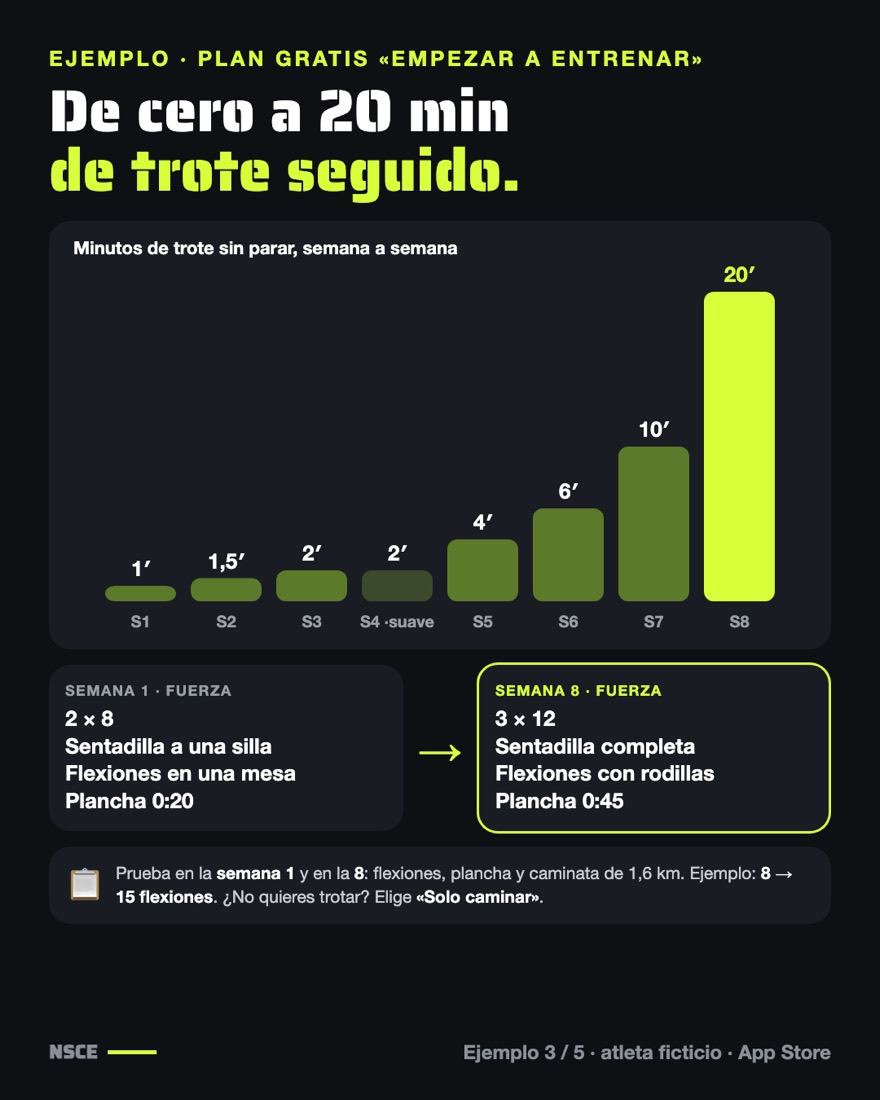 EJEMPLO · PLAN GRATIS «EMPEZAR A ENTRENAR»
De cero a 20 min
de trote seguido.
Minutos de trote sin parar, semana a semana
1′ 1,5′ 2′ 2′ 4′ 6′ 10′ 20′
S1 S2 S3 S4 ·suave S5 S6 S7 S8
SEMANA 1 · FUERZA
2 × 8
Sentadilla a una silla
Flexiones en una mesa
Plancha 0:20
→
SEMANA 8 · FUERZA
3 × 12
Sentadilla completa
Flexiones con rodillas
Plancha 0:45
Prueba en la semana 1 y en la 8: flexiones, plancha y caminata de 1,6 km. Ejemplo: 8 →
15 flexiones. ¿No quieres trotar? Elige «Solo caminar».
NSCE
Ejemplo 3 / 5 · atleta ficticio · App Store